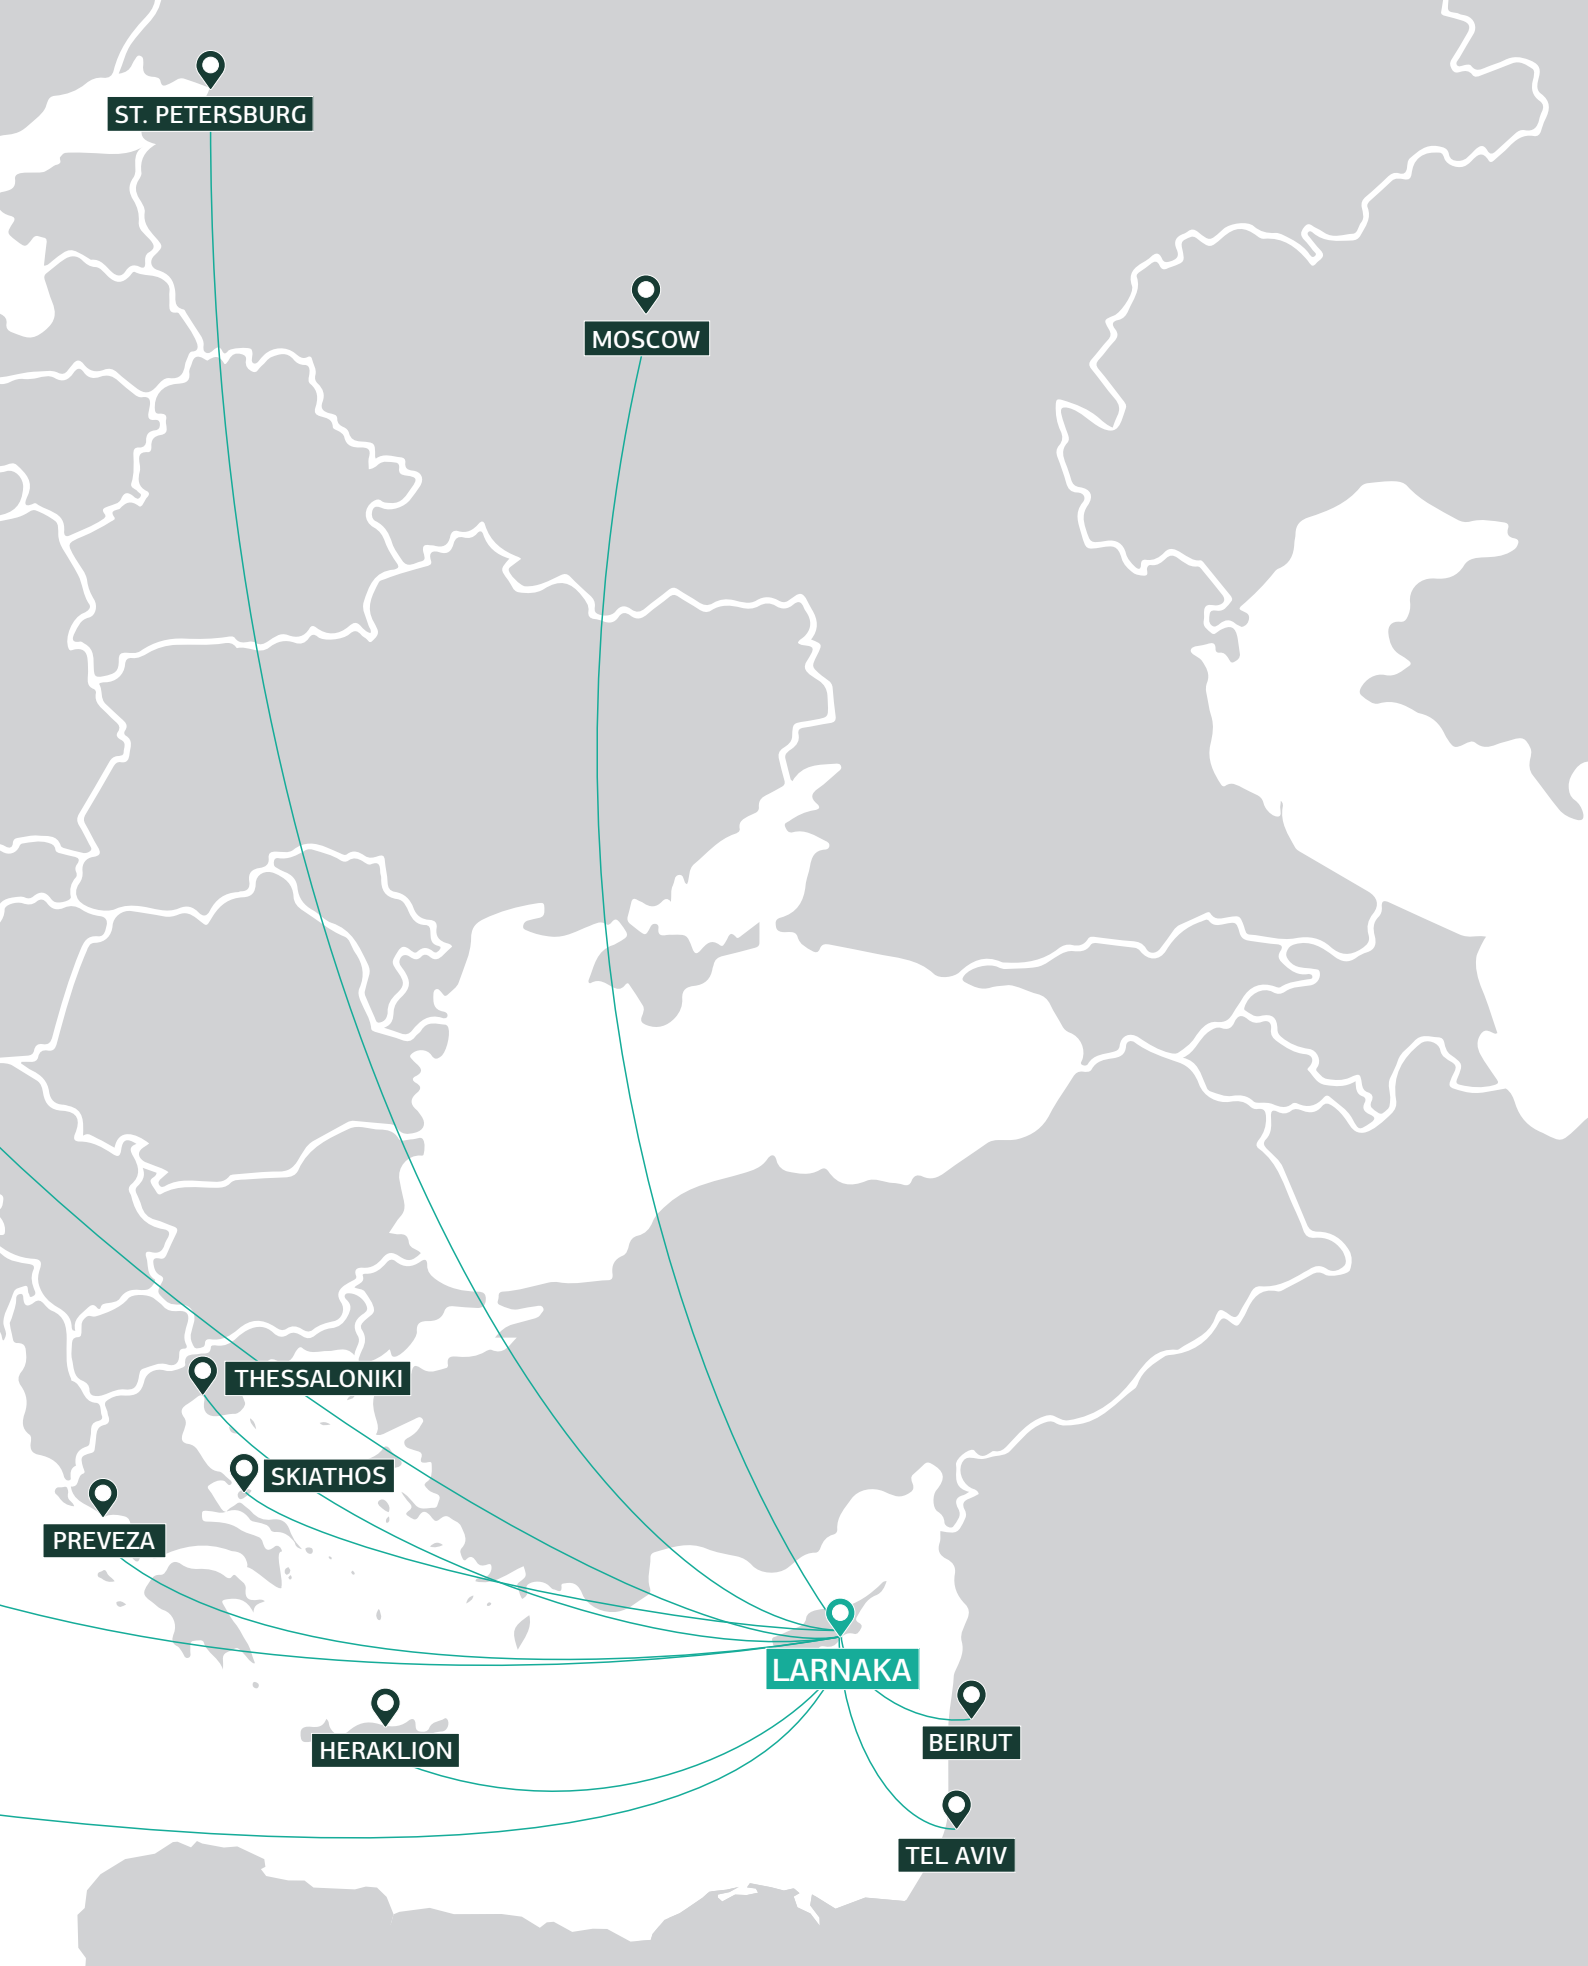 ST. PETERSBURG
MOSCOW
THESSALONIKI
SKIATHOS
PREVEZA
LARNAKA
BEIRUT
HERAKLION
TEL AVIV